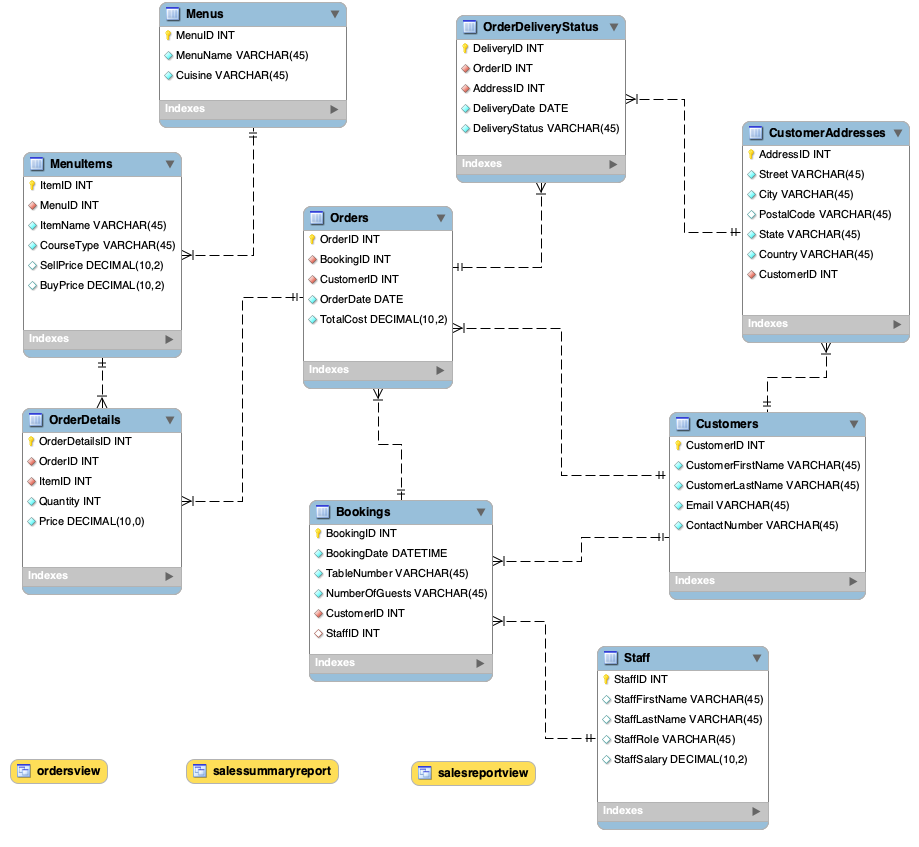 Menus
MenuID INT
MenuName VARCHAR(45)
Cuisine VARCHAR(45)
Indexes
OrderDeliveryStatus
DeliveryID INT
OrderID INT
AddressID INT
DeliveryDate DATE
DeliveryStatus VARCHAR(45)
Indexes
CustomerAddresses
AddressID INT
Street VARCHAR(45)
City VARCHAR(45)
PostalCode VARCHAR(45)
State VARCHAR(45)
Country VARCHAR(45)
CustomerID INT
Indexes
MenuItems
ItemID INT
MenuID INT
ItemName VARCHAR(45)
CourseType VARCHAR(45)
SellPrice DECIMAL(10,2)
BuyPrice DECIMAL(10,2)
Indexes
Orders
OrderID INT
BookingID INT
CustomerID INT
OrderDate DATE
TotalCost DECIMAL(10,2)
Indexes
OrderDetails
OrderDetailsID INT
OrderID INT
ItemID INT
Quantity INT
Price DECIMAL(10,0)
Indexes
Customers
CustomerID INT
CustomerFirstName VARCHAR(45)
CustomerLastName VARCHAR(45)
Email VARCHAR(45)
ContactNumber VARCHAR(45)
Indexes
Bookings
BookingID INT
BookingDate DATETIME
TableNumber VARCHAR(45)
NumberOfGuests VARCHAR(45)
CustomerID INT
StaffID INT
Indexes
Staff
StaffID INT
StaffFirstName VARCHAR(45)
StaffLastName VARCHAR(45)
StaffRole VARCHAR(45)
StaffSalary DECIMAL(10,2)
Indexes
ordersview
salessummaryreport
salesreportview